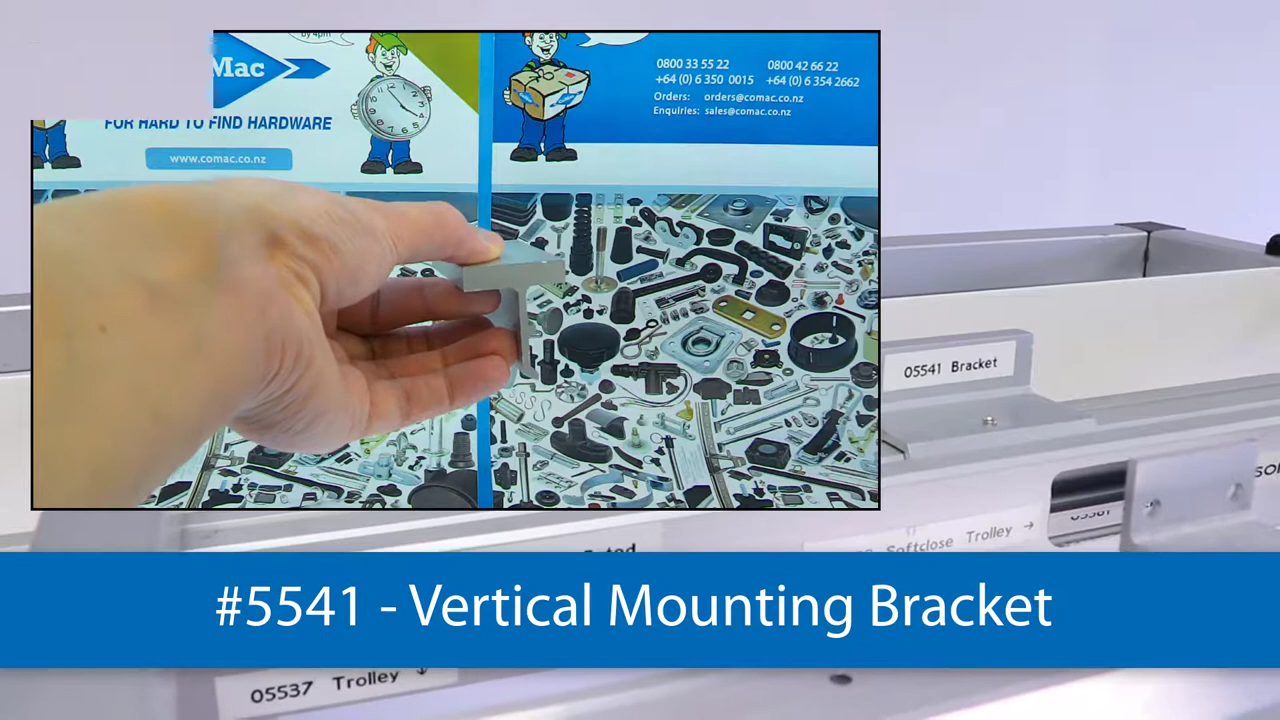 by 4pm
Mac
FOR HARD TO FIND HARDWARE
www.comac.co.nz
0800 33 55 22 0800 42 66 22
+64 (0) 6 350 0015 +64 (0) 6 354 2662
Orders: orders@comac.co.nz
Enquiries: sales@comac.co.nz
05541 Bracket
Softclose Trolley →
#5541 - Vertical Mounting Bracket
05537 Trolley ↓